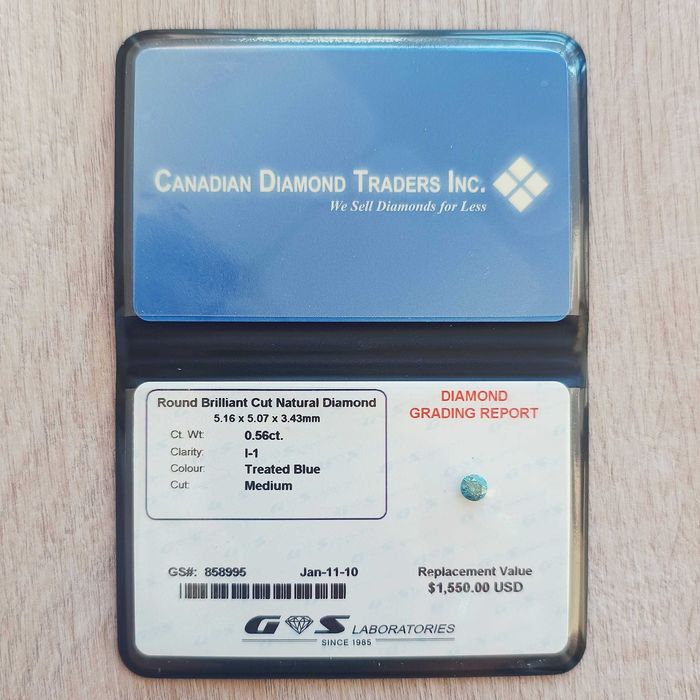 CANADIAN DIAMOND TRADERS INC.
We Sell Diamonds for Less
Round Brilliant Cut Natural Diamond
5.16 x 5.07 x 3.43mm
Ct. Wt: 0.56ct.
Clarity: I-1
Colour: Treated Blue
Cut: Medium
DIAMOND
GRADING REPORT
GS#: 858995 Jan-11-10
Replacement Value
$1,550.00 USD
G S LABORATORIES
SINCE 1985